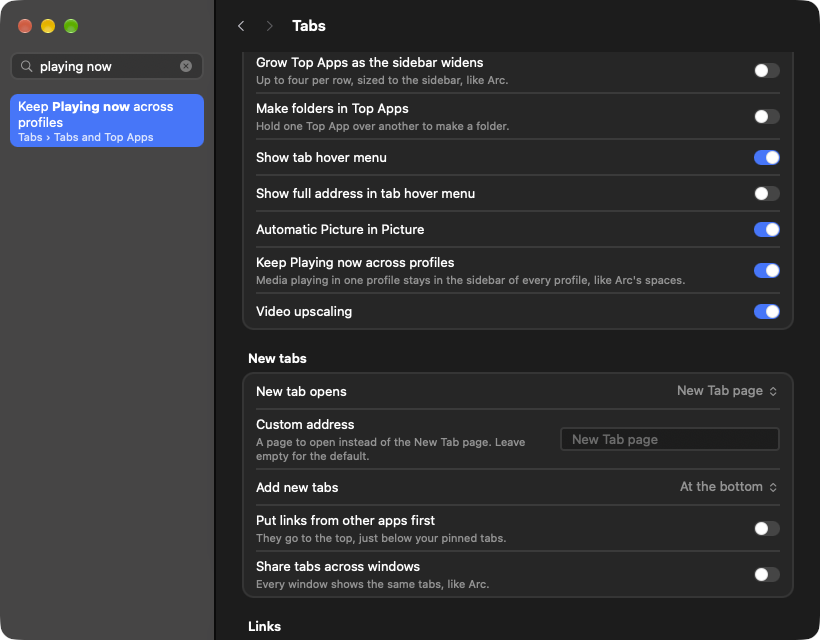 Tabs
playing now
Keep Playing now across
profiles
Tabs › Tabs and Top Apps
Grow Top Apps as the sidebar widens
Up to four per row, sized to the sidebar, like Arc.
Make folders in Top Apps
Hold one Top App over another to make a folder.
Show tab hover menu
Show full address in tab hover menu
Automatic Picture in Picture
Keep Playing now across profiles
Media playing in one profile stays in the sidebar of every profile, like Arc's spaces.
Video upscaling
New tabs
New tab opens
New Tab page
Custom address
A page to open instead of the New Tab page. Leave
empty for the default.
New Tab page
Add new tabs
At the bottom
Put links from other apps first
They go to the top, just below your pinned tabs.
Share tabs across windows
Every window shows the same tabs, like Arc.
Links